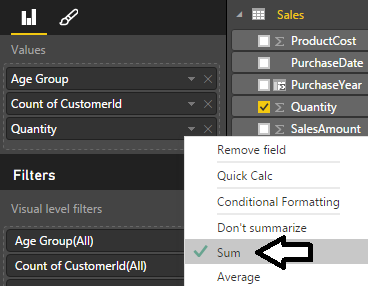 Values
Age Group
Count of CustomerId
Quantity
Filters
Visual level filters
Age Group(All)
Count of CustomerId(All)
Sales
ProductCost
PurchaseDate
PurchaseYear
Quantity
SalesAmount
Remove field
Quick Calc
Conditional Formatting
Don't summarize
Sum
Average